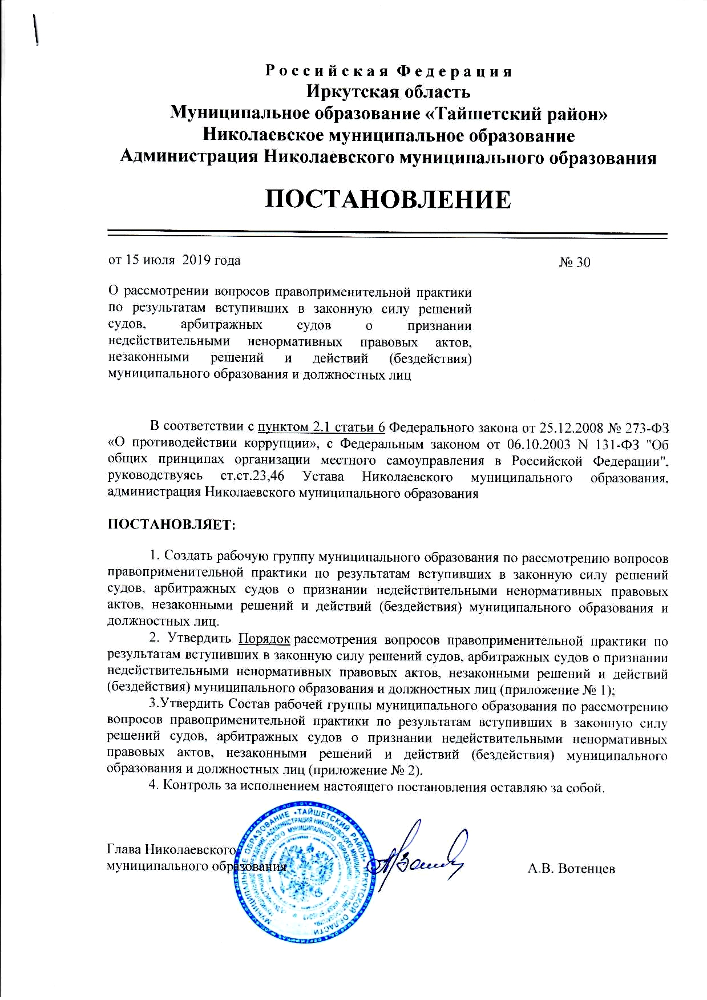 Российская Федерация
Иркутская область
Муниципальное образование «Тайшетский район»
Николаевское муниципальное образование
Администрация Николаевского муниципального образования
ПОСТАНОВЛЕНИЕ
от 15 июля 2019 года № 30
О рассмотрении вопросов правоприменительной практики
по результатам вступивших в законную силу решений
судов, арбитражных судов о признании
недействительными ненормативных правовых актов,
незаконными решений и действий (бездействия)
муниципального образования и должностных лиц
В соответствии с пунктом 2.1 статьи 6 Федерального закона от 25.12.2008 № 273-ФЗ
«О противодействии коррупции», с Федеральным законом от 06.10.2003 N 131-ФЗ "Об
общих принципах организации местного самоуправления в Российской Федерации",
руководствуясь ст.ст.23,46 Устава Николаевского муниципального образования,
администрация Николаевского муниципального образования
ПОСТАНОВЛЯЕТ:
1. Создать рабочую группу муниципального образования по рассмотрению вопросов
правоприменительной практики по результатам вступивших в законную силу решений
судов, арбитражных судов о признании недействительными ненормативных правовых
актов, незаконными решений и действий (бездействия) муниципального образования и
должностных лиц.
2. Утвердить Порядок рассмотрения вопросов правоприменительной практики по
результатам вступивших в законную силу решений судов, арбитражных судов о признании
недействительными ненормативных правовых актов, незаконными решений и действий
(бездействия) муниципального образования и должностных лиц (приложение № 1);
3.Утвердить Состав рабочей группы муниципального образования по рассмотрению
вопросов правоприменительной практики по результатам вступивших в законную силу
решений судов, арбитражных судов о признании недействительными ненормативных
правовых актов, незаконными решений и действий (бездействия) муниципального
образования и должностных лиц (приложение № 2).
4. Контроль за исполнением настоящего постановления оставляю за собой.
Глава Николаевского
муниципального образования А.В. Вотенцев
МУНИЦИПАЛЬНОЕ ОБРАЗОВАНИЕ «ТАЙШЕТСКИЙ РАЙОН» ИРКУТСКОЙ ОБЛАСТИ